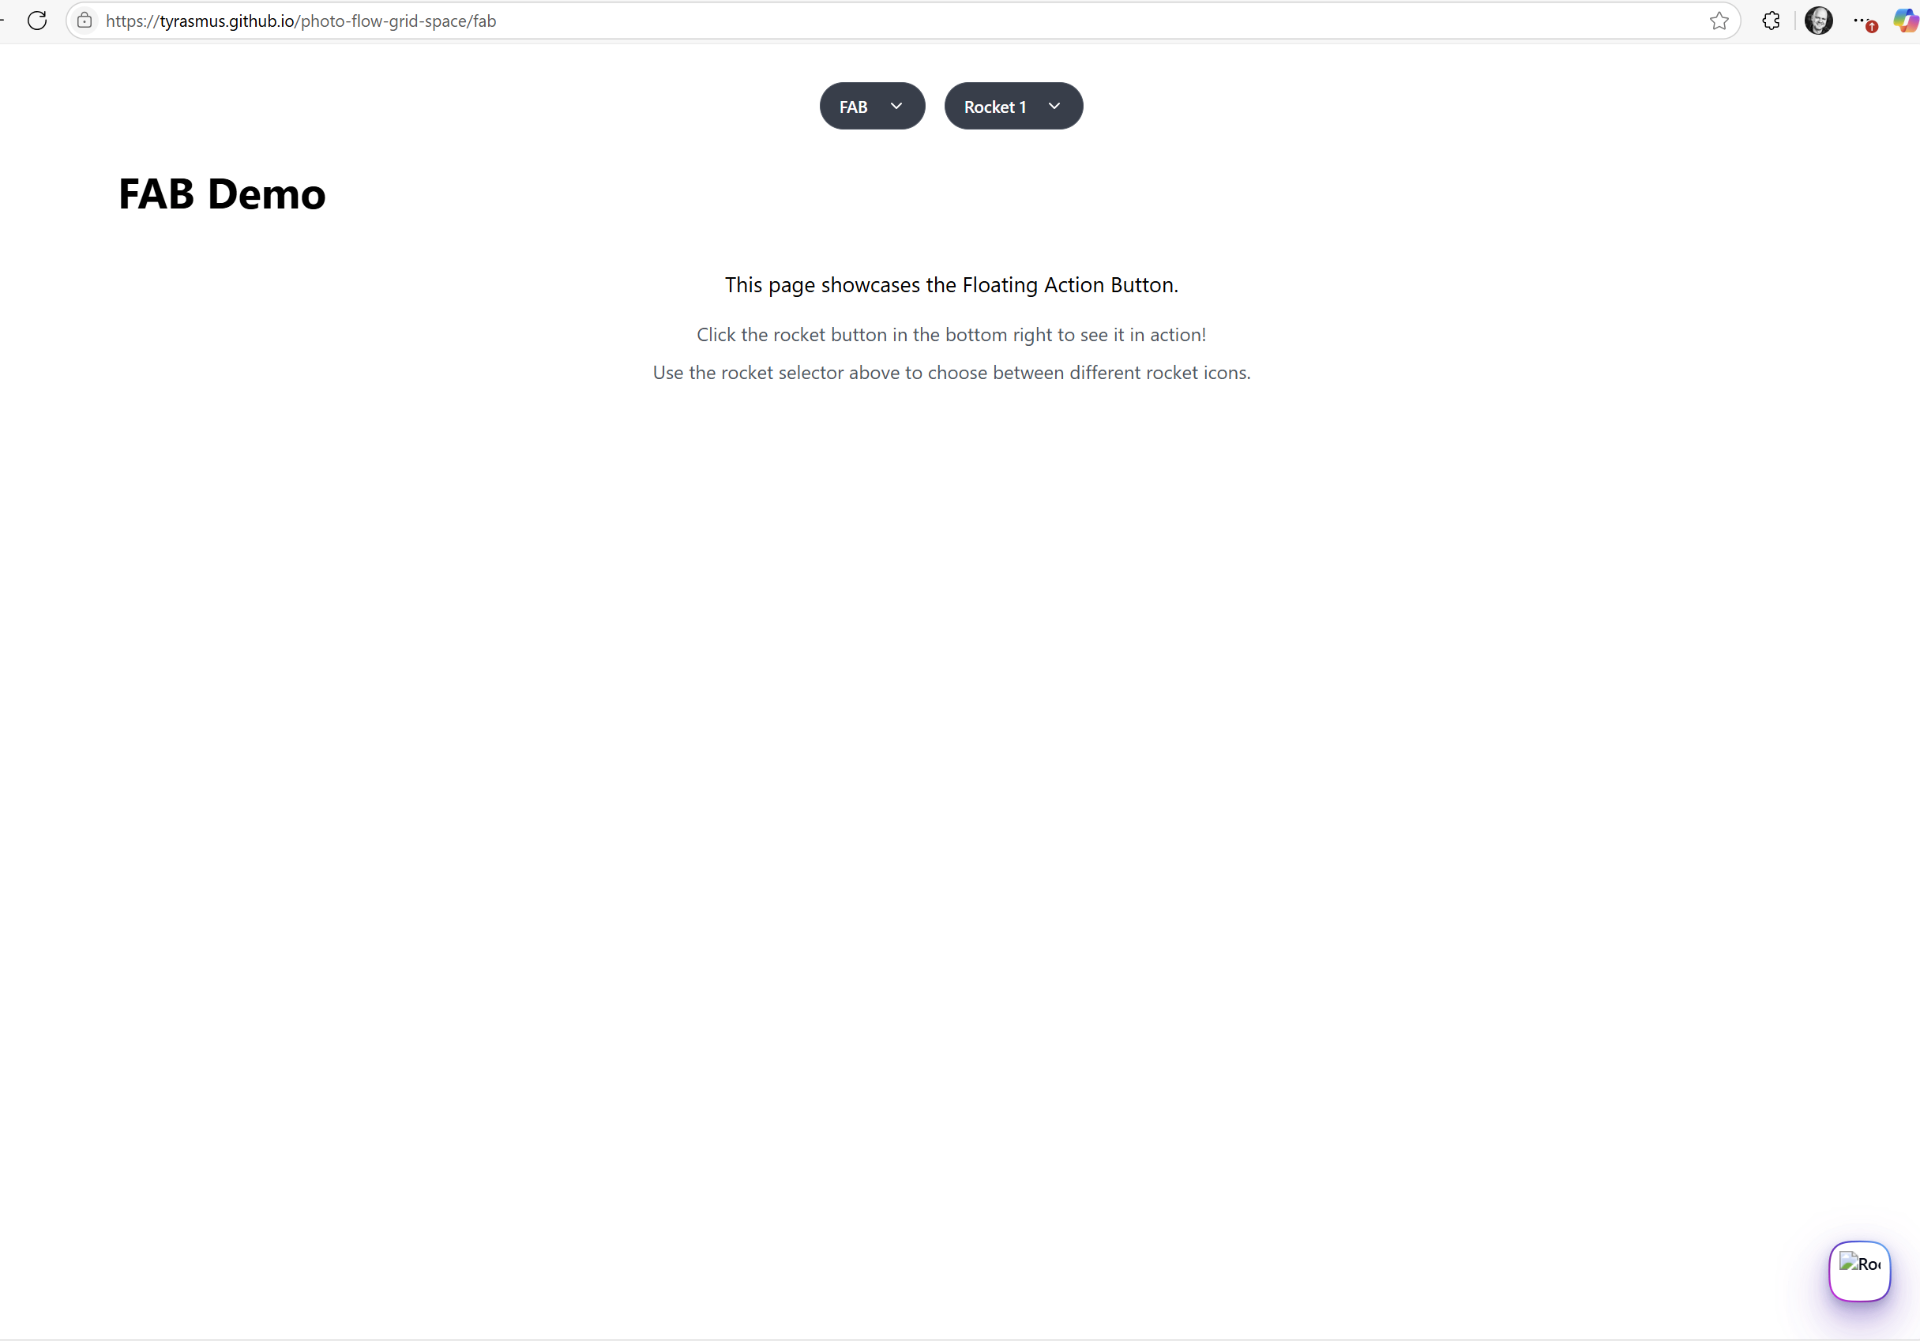 https://tyrasmus.github.io/photo-flow-grid-space/fab
FAB Rocket 1
FAB Demo
This page showcases the Floating Action Button.
Click the rocket button in the bottom right to see it in action!
Use the rocket selector above to choose between different rocket icons.